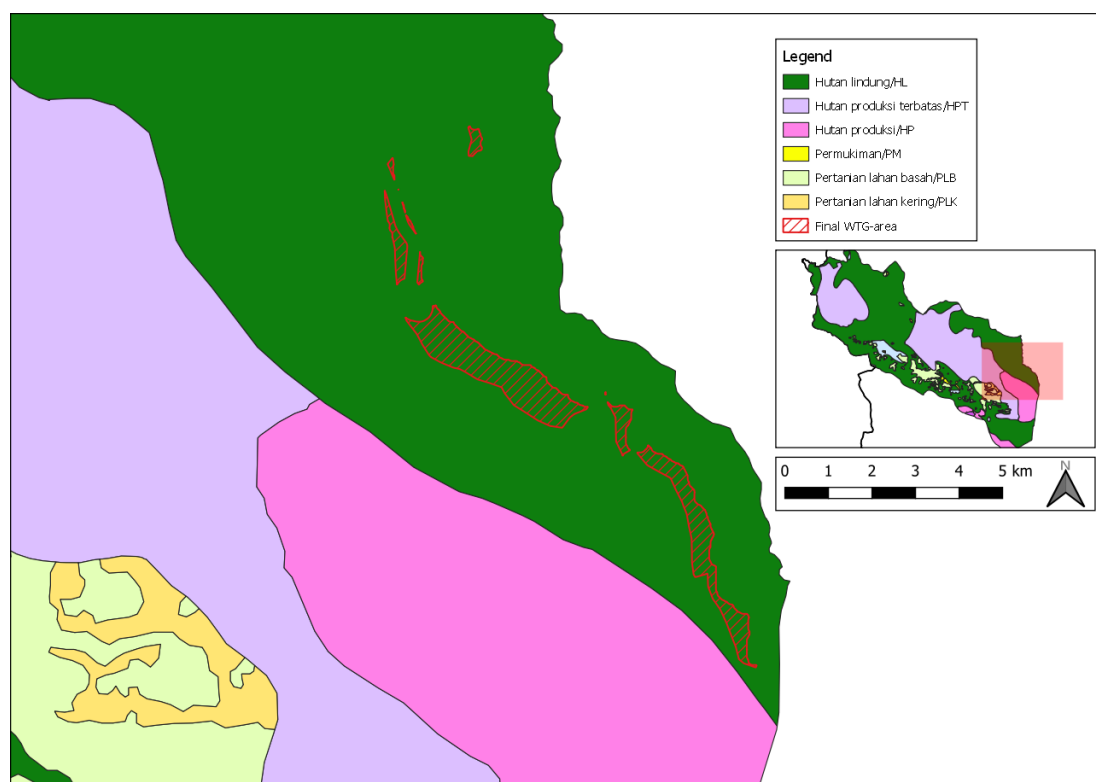 Legend
Hutan lindung/HL
Hutan produksi terbatas/HPT
Hutan produksi/HP
Permukiman/PM
Pertanian lahan basah/PLB
Pertanian lahan kering/PLK
Final WTG-area
0 1 2 3 4 5 km
N